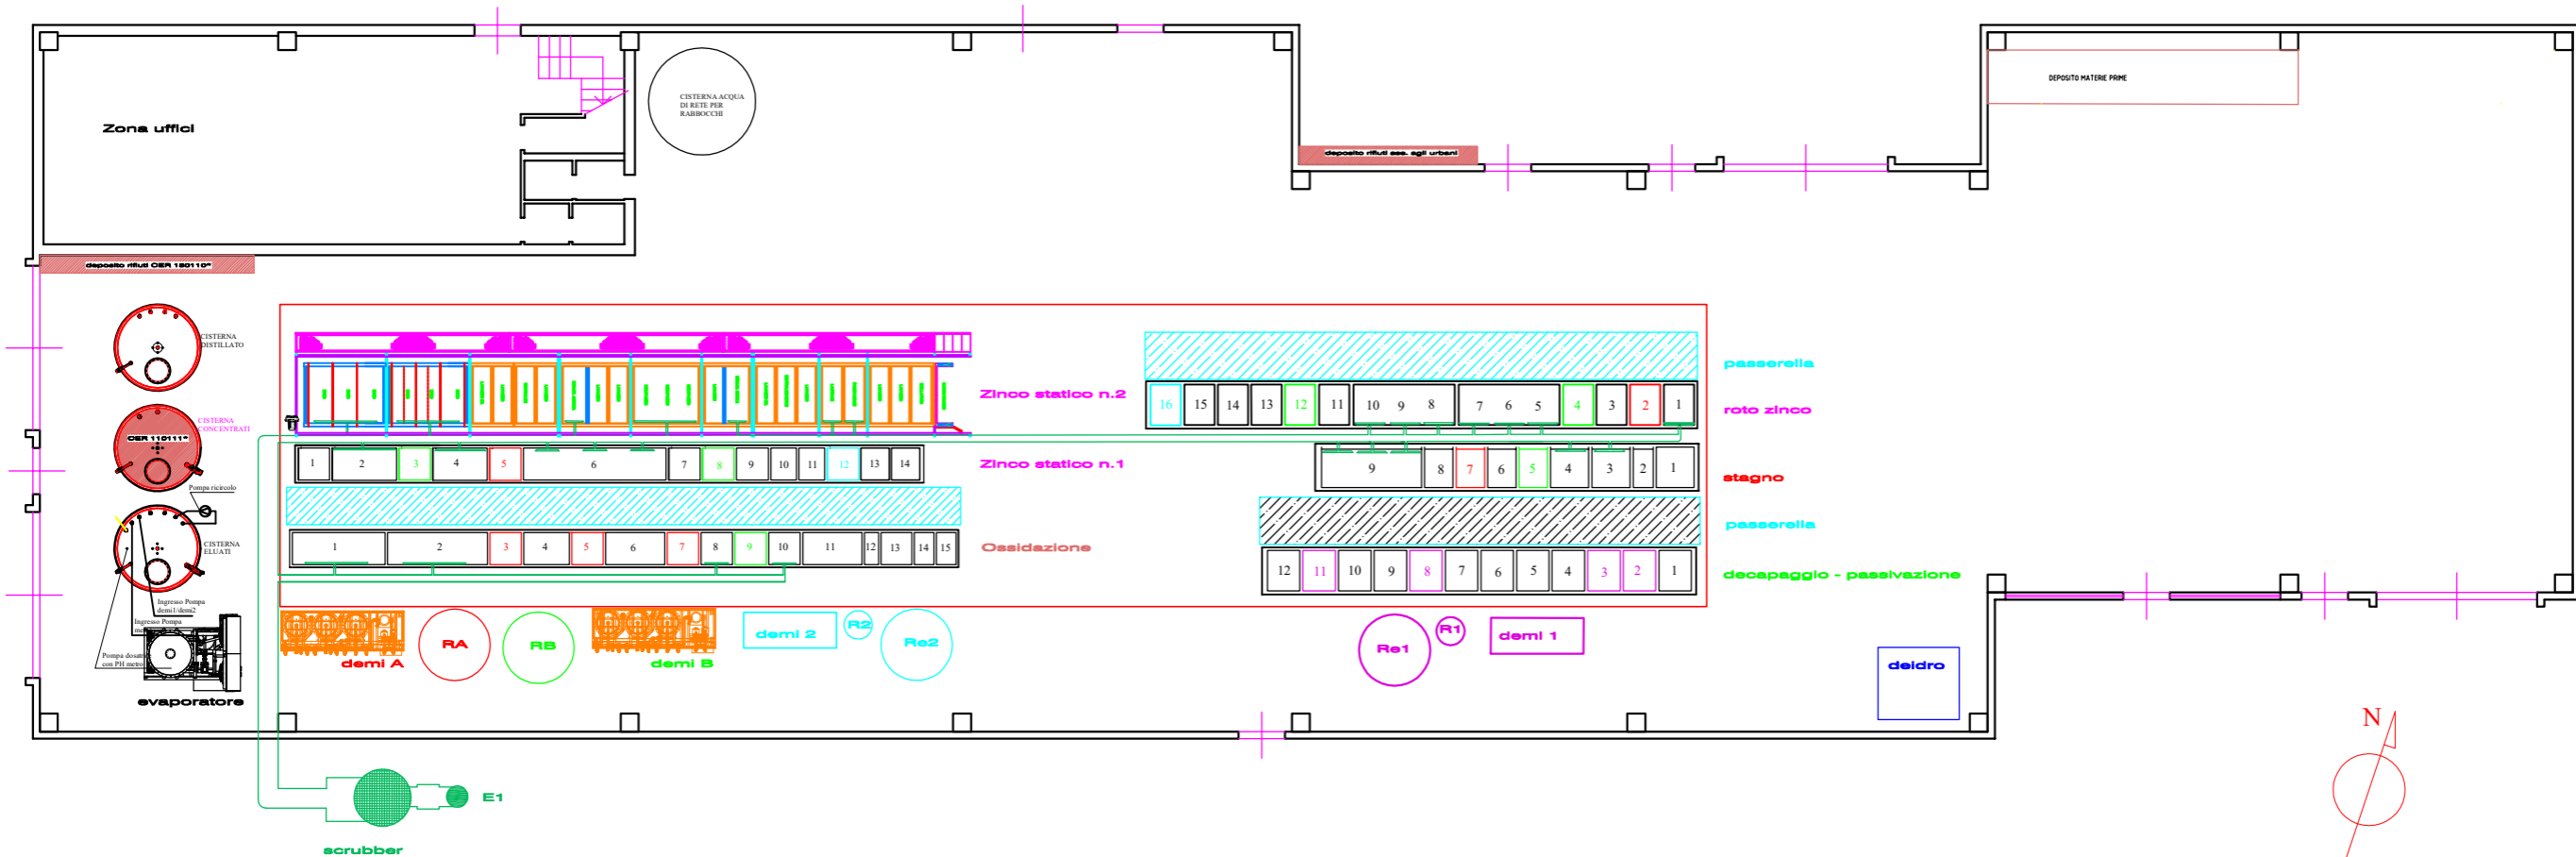 DEPOSITO MATERIE PRIME
CISTERNA ACQUA
DI RETE PER
RABBOCCHI
Zona uffici
deposito rifiuti ass. agli urbani
deposito rifiuti CER 150110*
CISTERNA
DISTILLATO
passerella
Zinco statico n.2
16 15 14 13 12 11 10 9 8 7 6 5 4 3 2 1
roto zinco
CISTERNA
CONCENTRATI
CER 110111*
1 2 3 4 5 6 7 8 9 10 11 12 13 14
Zinco statico n.1
9 8 7 6 5 4 3 2 1
stagno
Pompa ricircolo
passerella
CISTERNA
ELUATI
1 2 3 4 5 6 7 8 9 10 11 12 13 14 15
Ossidazione
12 11 10 9 8 7 6 5 4 3 2 1
decapaggio - passivazione
Ingresso Pompa
demi1/demi2
Ingresso Pompa
Pompa dosatrice
con PH metro
evaporatore
demi A
RA
RB
demi B
demi 2
R2
Re2
Re1
R1
demi 1
deidro
N
E1
scrubber